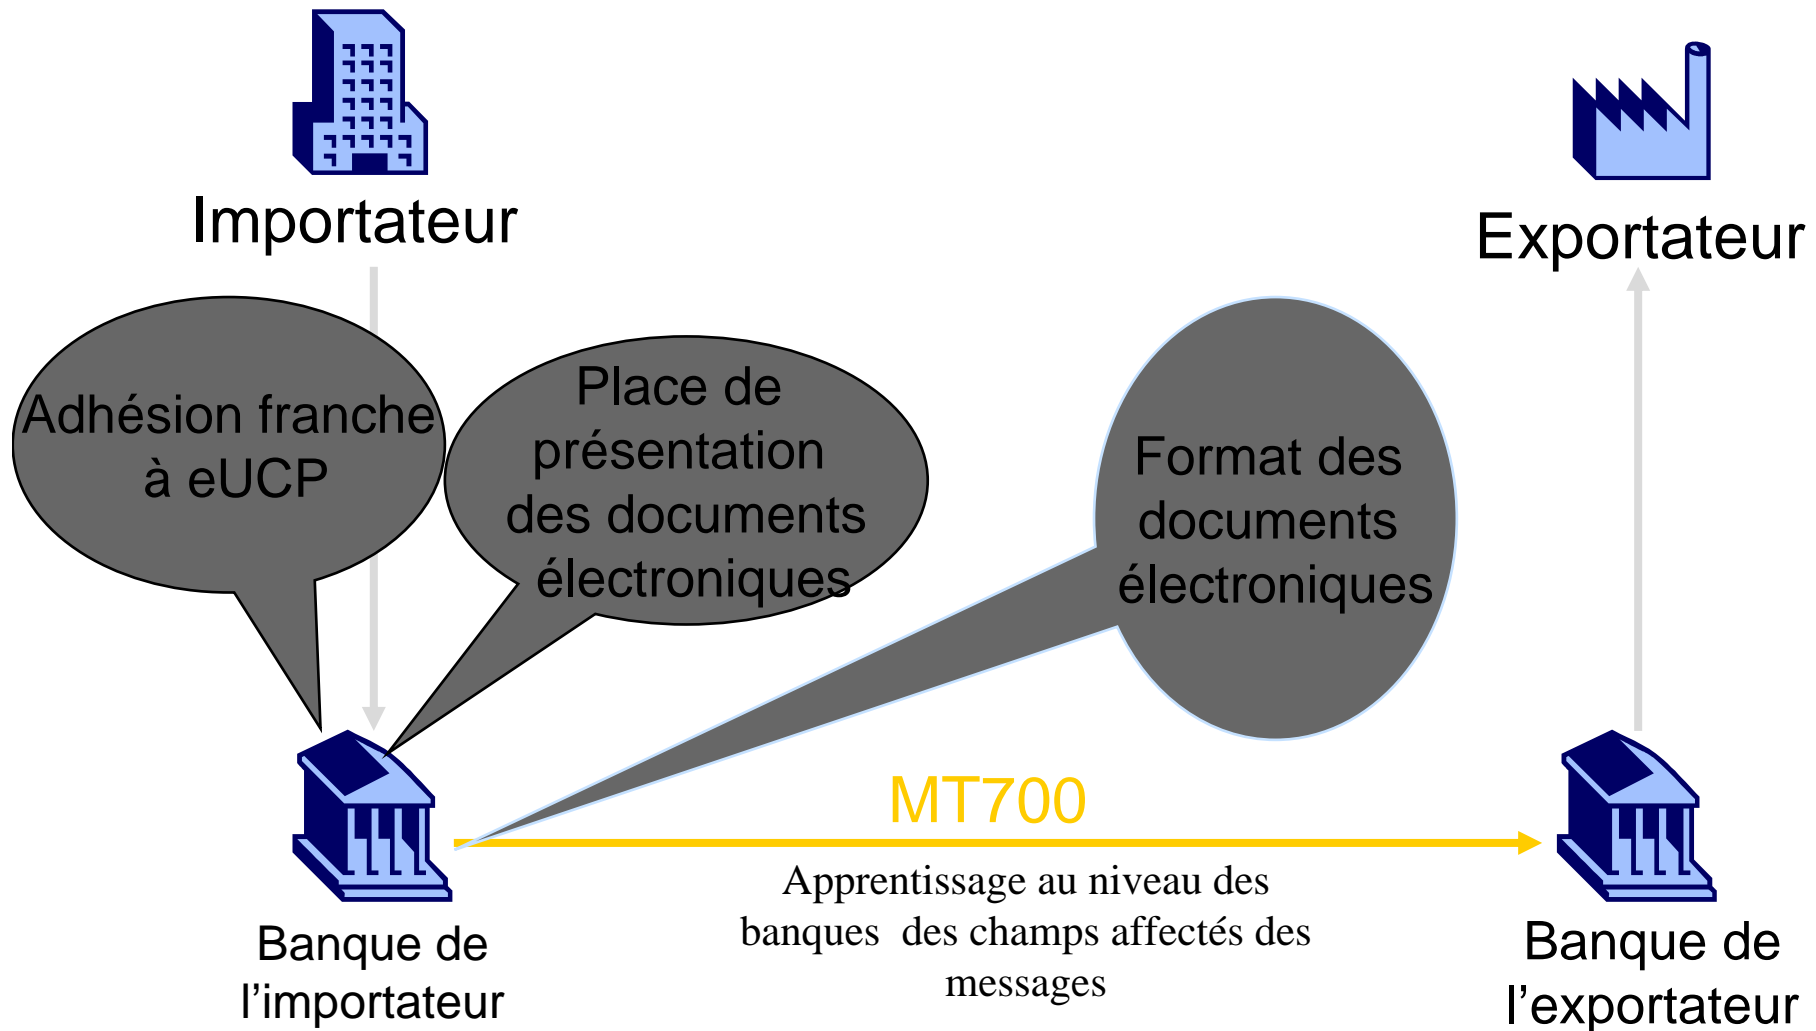 Importateur
Exportateur
Adhésion franche
à eUCP
Place de
présentation
des documents
électroniques
Format des
documents
électroniques
MT700
Apprentissage au niveau des
banques des champs affectés des
messages
Banque de
l’importateur
Banque de
l’exportateur